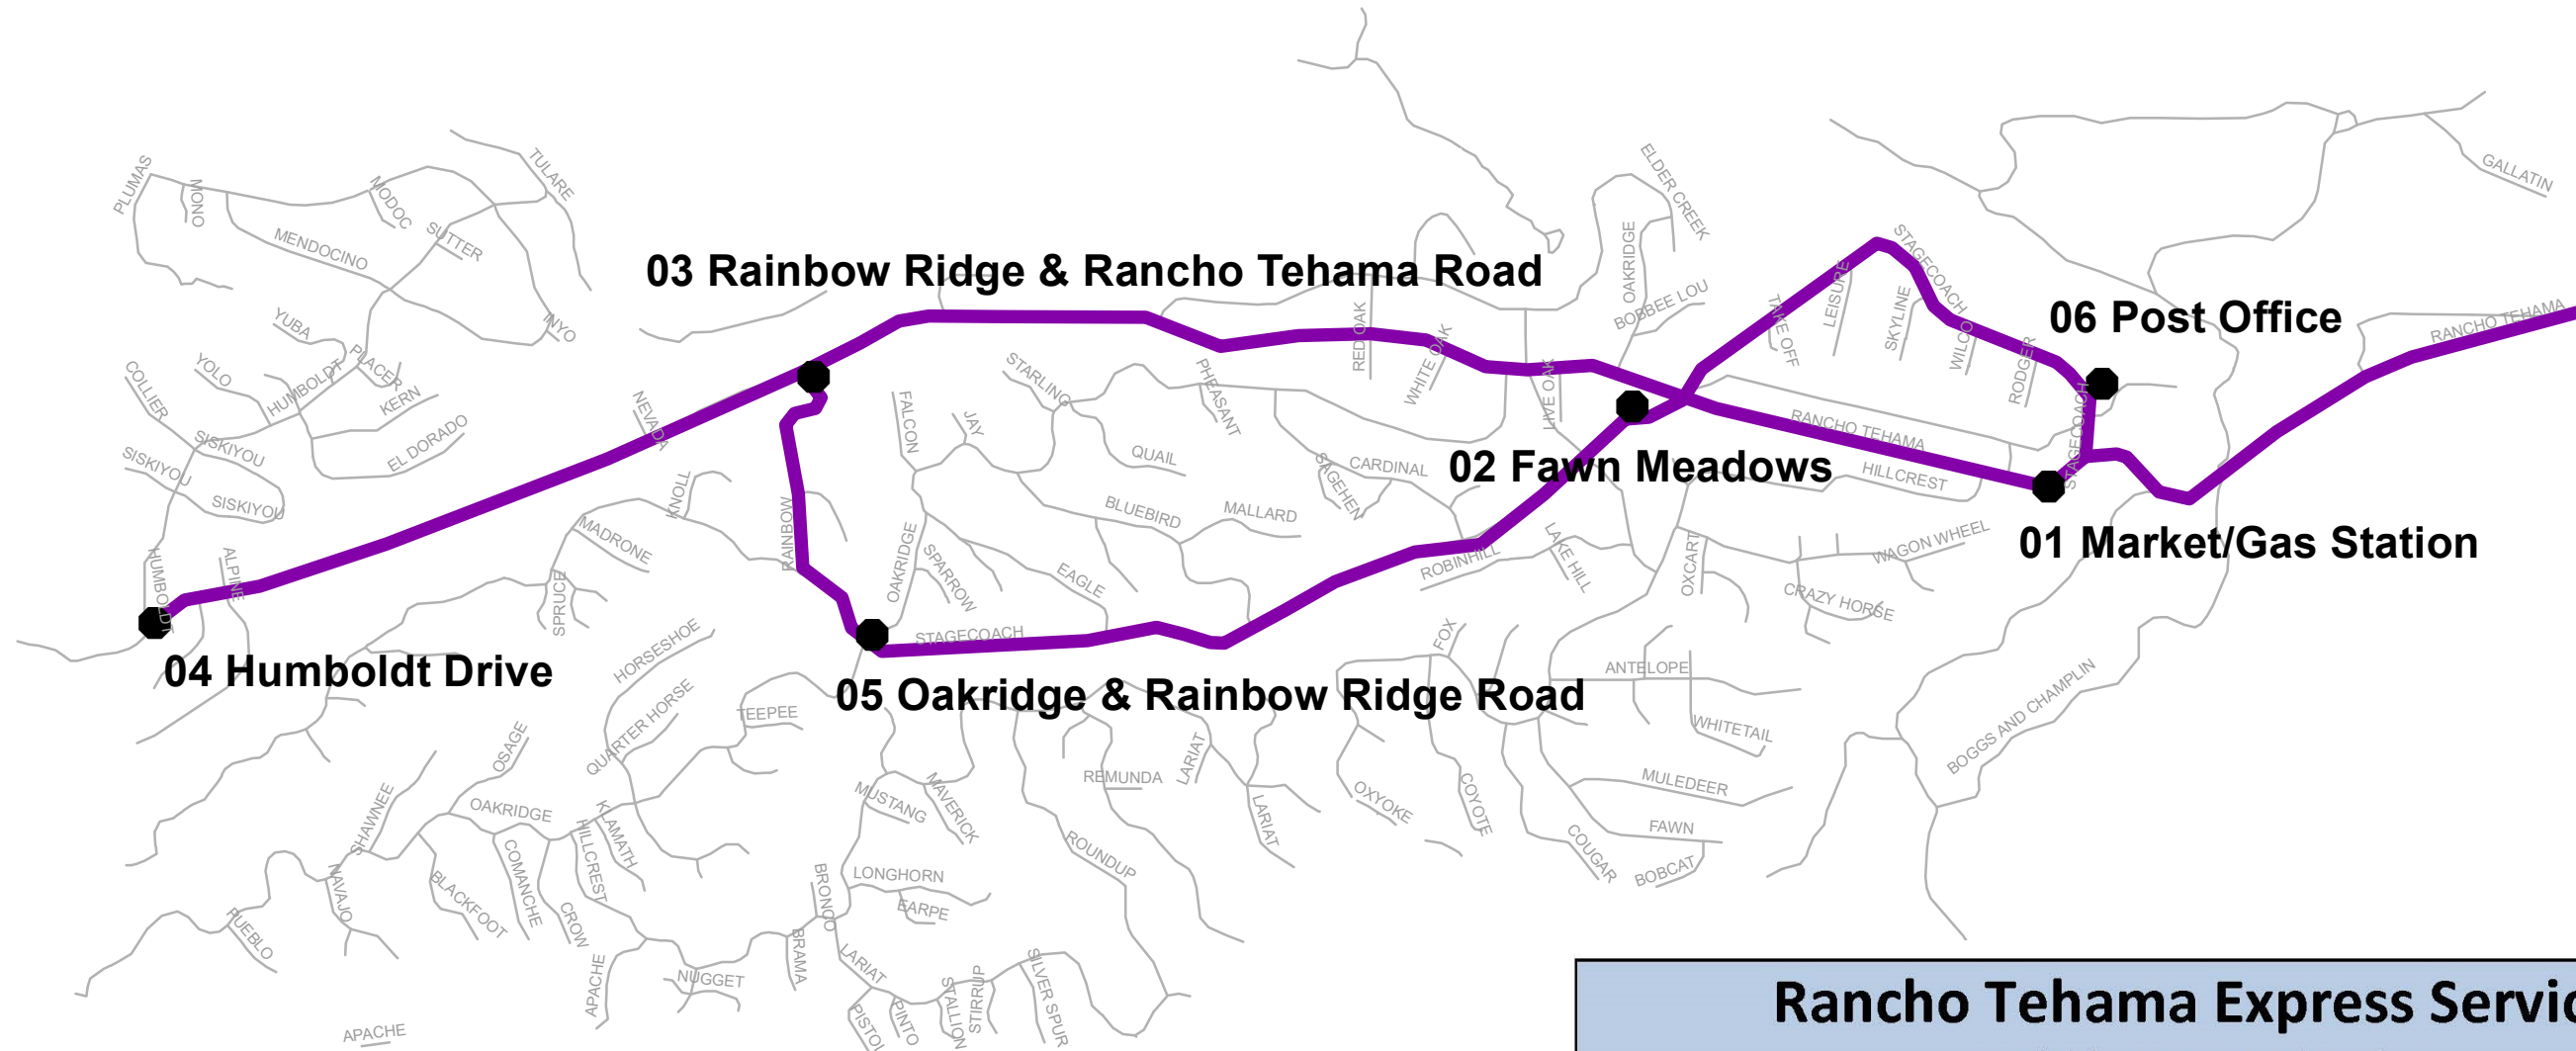 TULARE
PLUMAS
MONO
MODOC
SUTTER
MENDOCINO
ELDER CREEK
GALLATIN
OAKRIDGE
STAGECOACH
03 Rainbow Ridge & Rancho Tehama Road
BOBBEE LOU
LEISURE
TAKE OFF
SKYLINE
WILCO
RODGER
06 Post Office
RANCHO TEHAMA
INYO
YUBA
YOLO
COLLIER
HUMBOLDT
PLACER
KERN
EL DORADO
SISKIYOU
SISKIYOU
SISKIYOU
NEVADA
RED OAK
WHITE OAK
LIVE OAK
STARLING
PHEASANT
FALCON
JAY
QUAIL
SAGEHEN
CARDINAL
02 Fawn Meadows
RANCHO TEHAMA
HILLCREST
STAGECOACH
01 Market/Gas Station
KNOLL
MADRONE
RAINBOW
OAKRIDGE
SPARROW
BLUEBIRD
MALLARD
EAGLE
ROBINHILL
LAKE HILL
OXCART
WAGON WHEEL
CRAZY HORSE
HUMBOLDT
ALPINE
SPRUCE
04 Humboldt Drive
STAGECOACH
05 Oakridge & Rainbow Ridge Road
HORSESHOE
QUARTER HORSE
TEEPEE
FOX
ANTELOPE
WHITETAIL
BOGGS AND CHAMPLIN
OSAGE
SHAWNEE
OAKRIDGE
KLAMATH
HILLCREST
COMANCHE
CROW
BLACKFOOT
NAVAJO
PUEBLO
MUSTANG
MAVERICK
REMUNDA
LARIAT
LARIAT
OXYOKE
COYOTE
MULEDEER
FAWN
BOBCAT
COUGAR
ROUNDUP
LONGHORN
EARPE
BRONCO
BRAMA
LARIAT
APACHE
NUGGET
APACHE
PISTOL
PINTO
STALLION
STIRRUP
SILVER SPUR
Rancho Tehama Express Servic